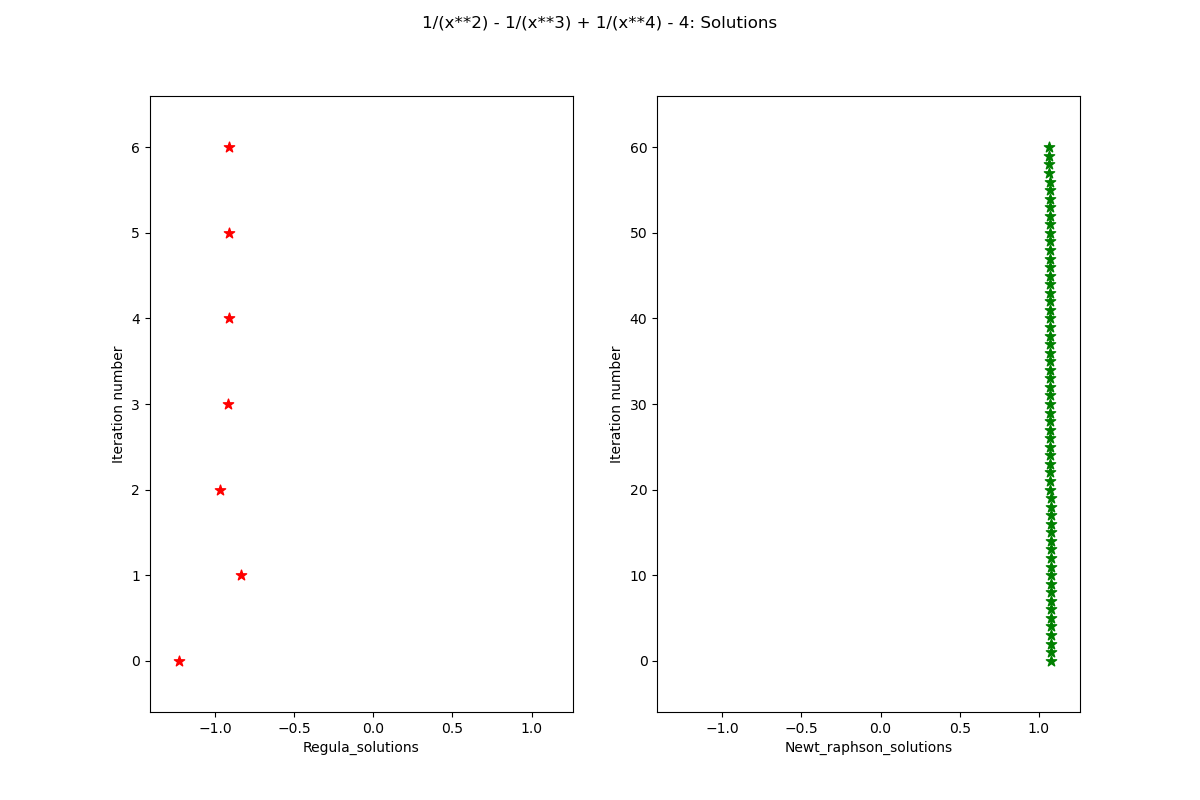 1/(x**2) - 1/(x**3) + 1/(x**4) - 4: Solutions
6
5
4
3
2
1
0
Iteration number
−1.0 −0.5 0.0 0.5 1.0
Regula_solutions
60
50
40
30
20
10
0
Iteration number
−1.0 −0.5 0.0 0.5 1.0
Newt_raphson_solutions